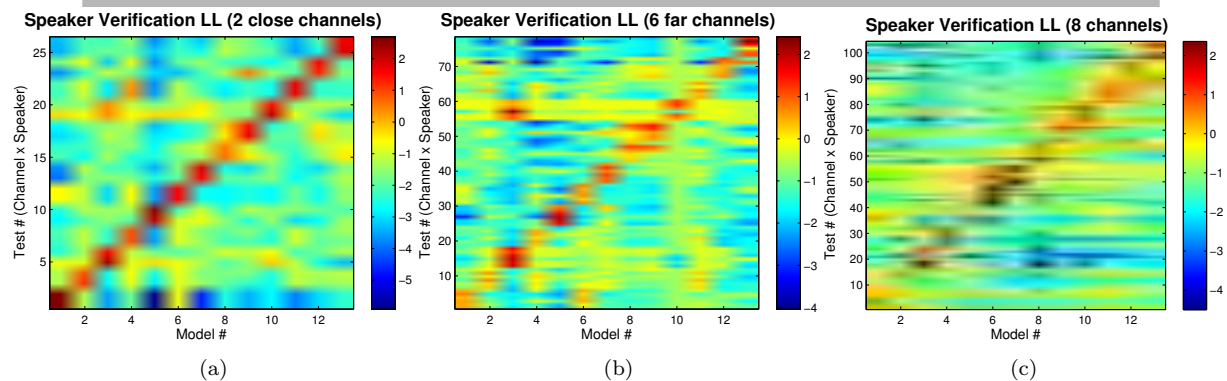 Speaker Verification LL (2 close channels)
Test # (Channel x Speaker)
25
20
15
10
5
2 4 6 8 10 12
Model #
2
1
0
−1
−2
−3
−4
−5
(a)
Speaker Verification LL (6 far channels)
Test # (Channel x Speaker)
70
60
50
40
30
20
10
2 4 6 8 10 12
Model #
2
1
0
−1
−2
−3
−4
(b)
Speaker Verification LL (8 channels)
Test # (Channel x Speaker)
100
90
80
70
60
50
40
30
20
10
2 4 6 8 10 12
Model #
2
1
0
−1
−2
−3
−4
(c)